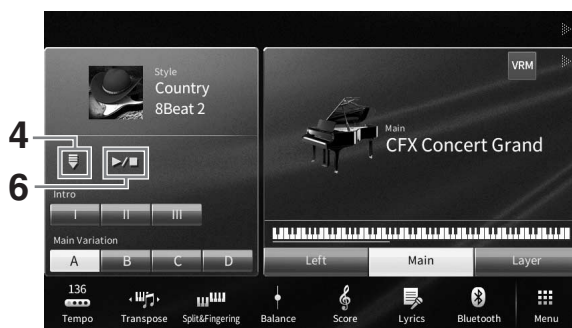 4
6
Style
Country
8Beat 2
Intro
I II III
Main Variation
A B C D
VRM
Main
CFX Concert Grand
Left Main Layer
136
Tempo Transpose Split&Fingering Balance Score Lyrics Bluetooth Menu